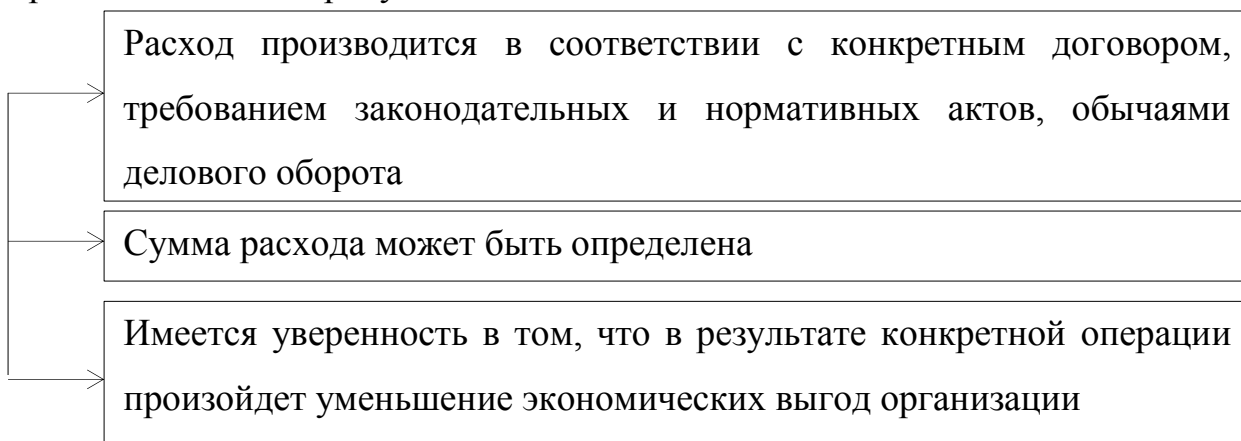 Расход производится в соответствии с конкретным договором,
требованием законодательных и нормативных актов, обычаями
делового оборота
Сумма расхода может быть определена
Имеется уверенность в том, что в результате конкретной операции
произойдет уменьшение экономических выгод организации